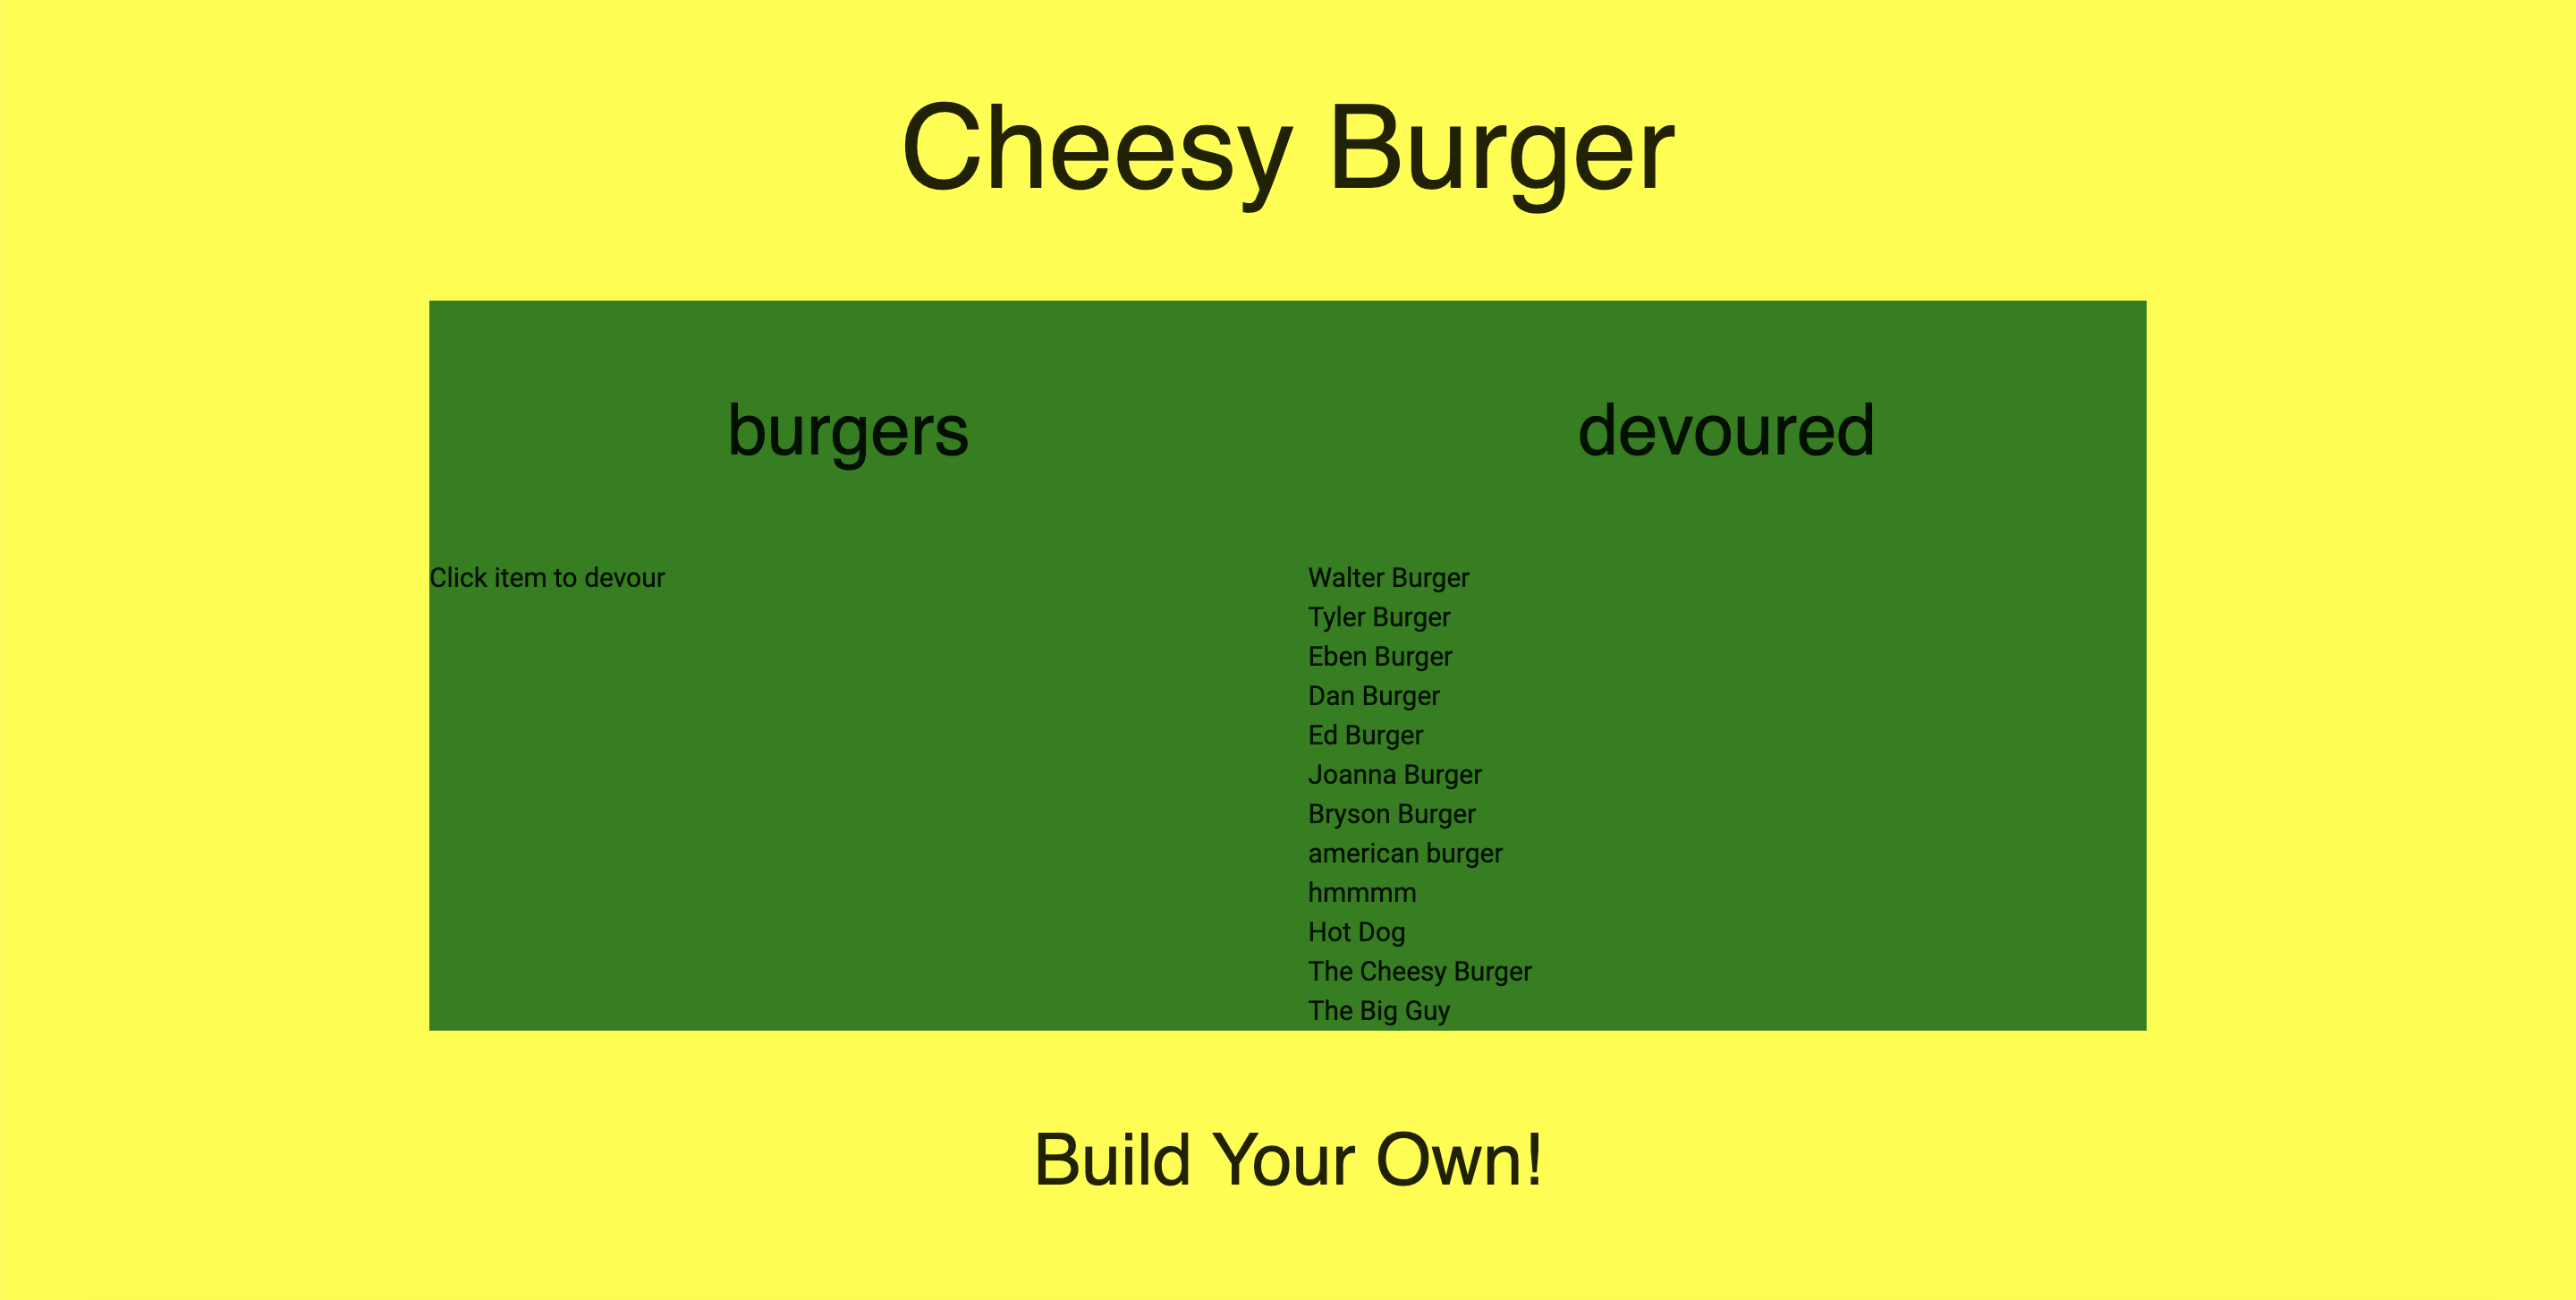 Cheesy Burger
burgers
devoured
Click item to devour
Walter Burger
Tyler Burger
Eben Burger
Dan Burger
Ed Burger
Joanna Burger
Bryson Burger
american burger
hmmmm
Hot Dog
The Cheesy Burger
The Big Guy
Build Your Own!